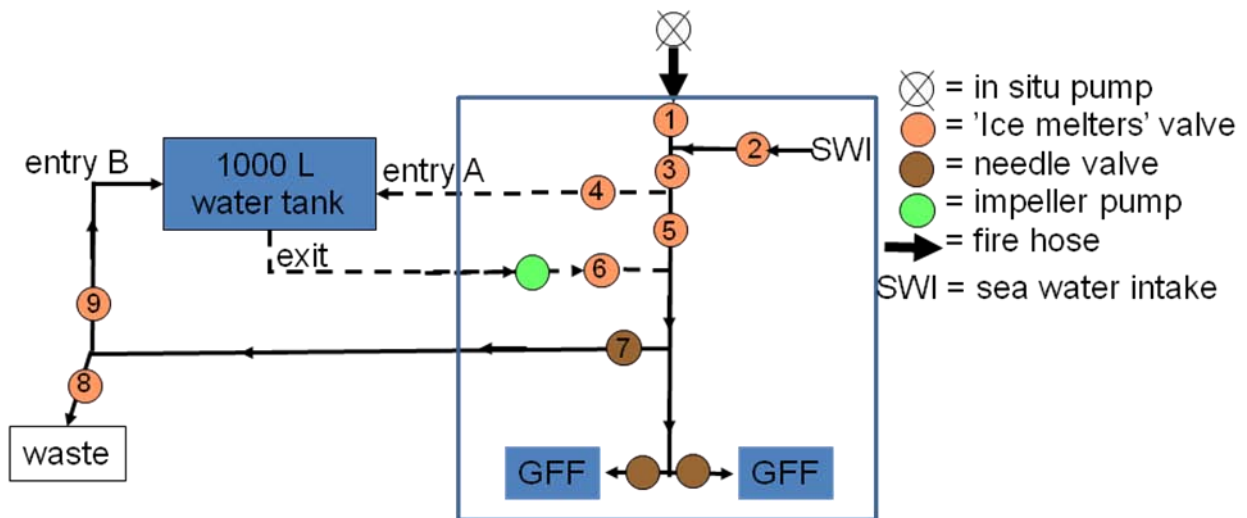 1
= in situ pump
2
SWI
= 'Ice melters' valve
entry B
1000 L
water tank
entry A
3
= needle valve
4
= impeller pump
5
= fire hose
exit
6
SWI = sea water intake
9
7
8
waste
GFF
GFF